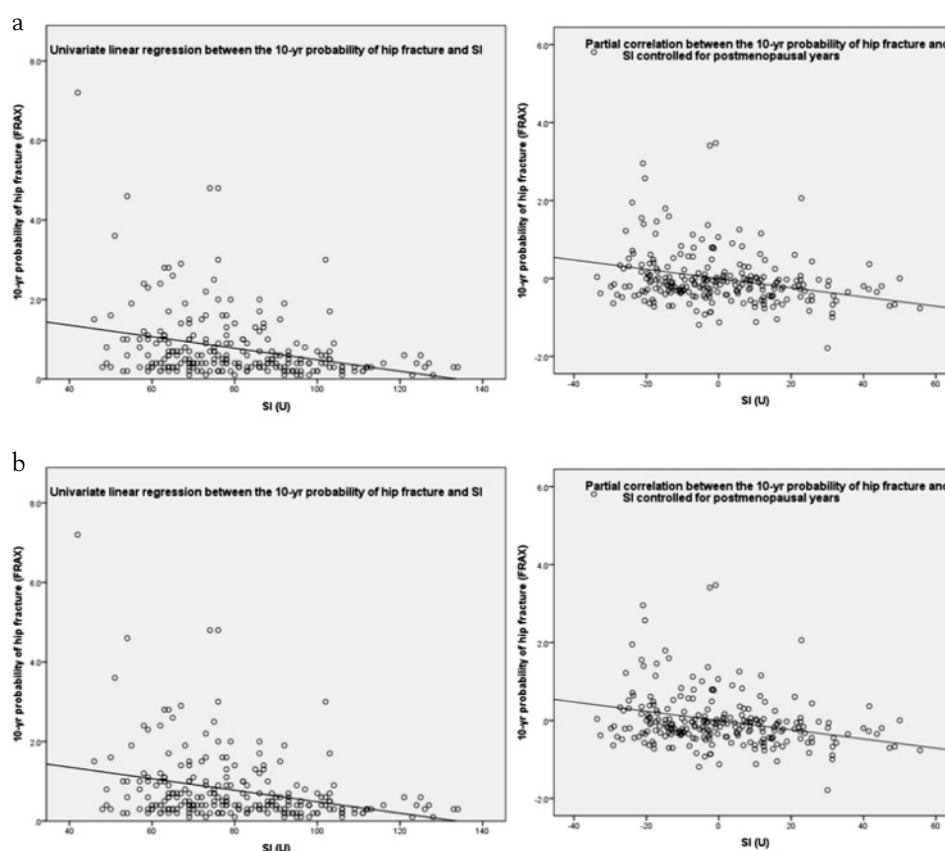 a
Univariate linear regression between the 10-yr probability of hip fracture and SI
10-yr probability of hip fracture (FRAX)
8.0
6.0
4.0
2.0
.0
40 60 80 100 120 140
SI (U)
Partial correlation between the 10-yr probability of hip fracture and
SI controlled for postmenopausal years
10-yr probability of hip fracture (FRAX)
6.0
4.0
2.0
.0
-2.0
-40 -20 0 20 40 60
SI (U)
b
Univariate linear regression between the 10-yr probability of hip fracture and SI
10-yr probability of hip fracture (FRAX)
8.0
6.0
4.0
2.0
.0
40 60 80 100 120 140
SI (U)
Partial correlation between the 10-yr probability of hip fracture and
SI controlled for postmenopausal years
10-yr probability of hip fracture (FRAX)
6.0
4.0
2.0
.0
-2.0
-40 -20 0 20 40 60
SI (U)